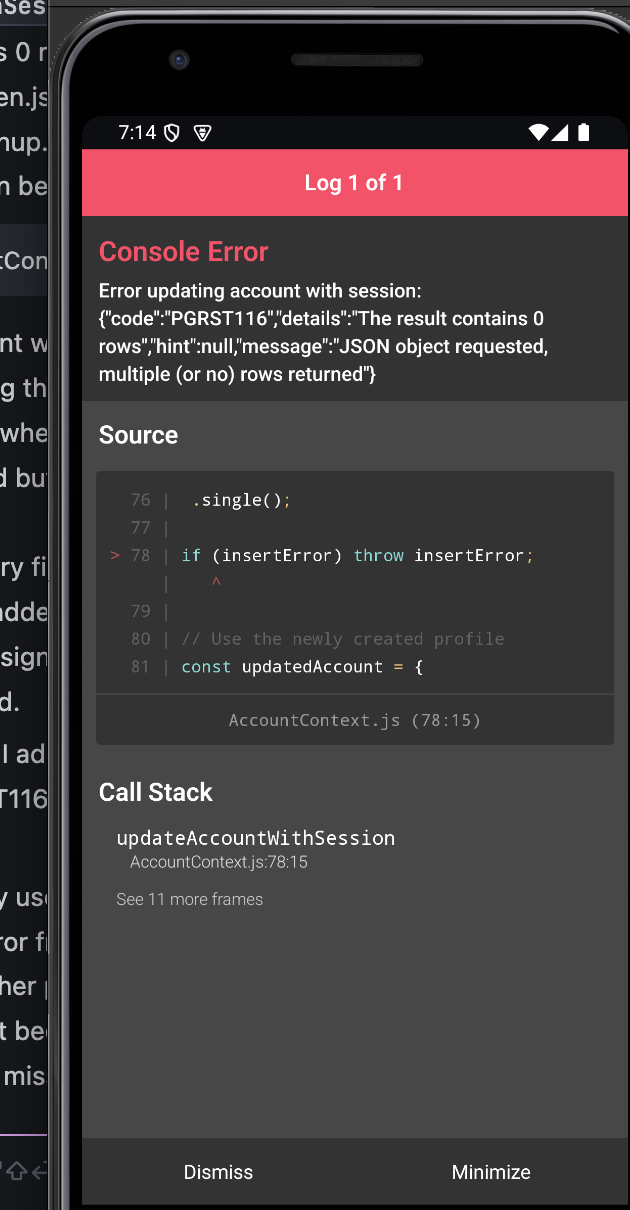 7:14
Log 1 of 1
Console Error
Error updating account with session:
{"code":"PGRST116","details":"The result contains 0
rows","hint":null,"message":"JSON object requested,
multiple (or no) rows returned"}
Source
76 | .single();
77 |
> 78 | if (insertError) throw insertError;
| ^
79 |
80 | // Use the newly created profile
81 | const updatedAccount = {
AccountContext.js (78:15)
Call Stack
updateAccountWithSession
AccountContext.js:78:15
See 11 more frames
Dismiss
Minimize